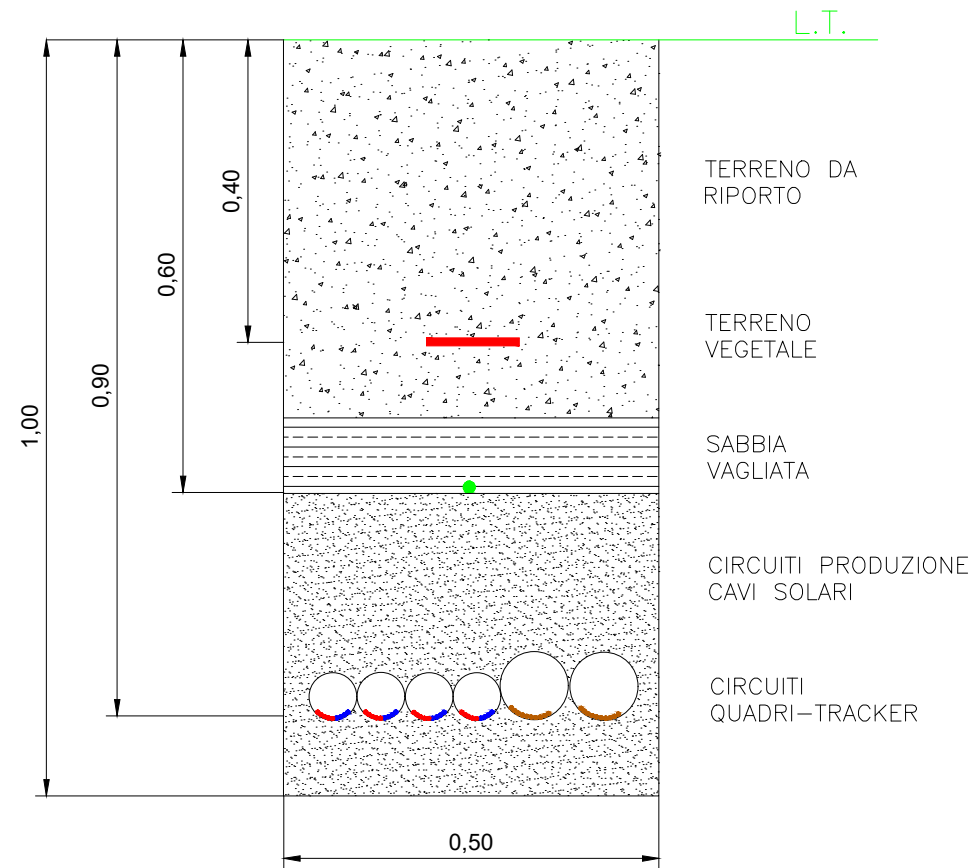 L.T.
TERRENO DA
RIPORTO
0,40
0,60
TERRENO
VEGETALE
0,90
1,00
SABBIA
VAGLIATA
CIRCUITI PRODUZIONE
CAVI SOLARI
CIRCUITI
QUADRI-TRACKER
0,50